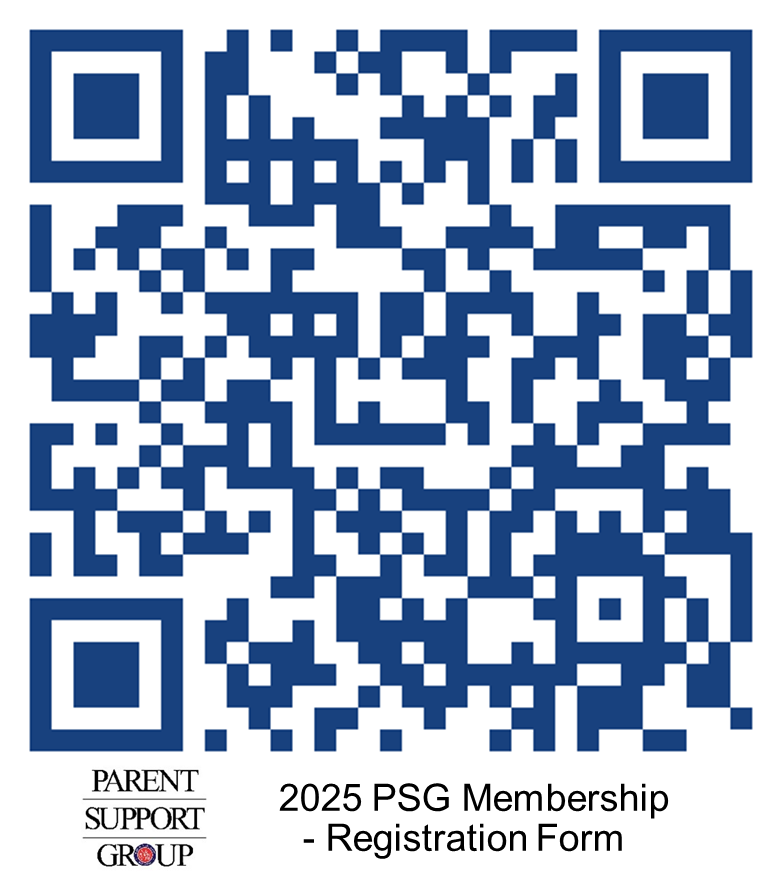 PARENT
SUPPORT
GROUP
2025 PSG Membership
- Registration Form